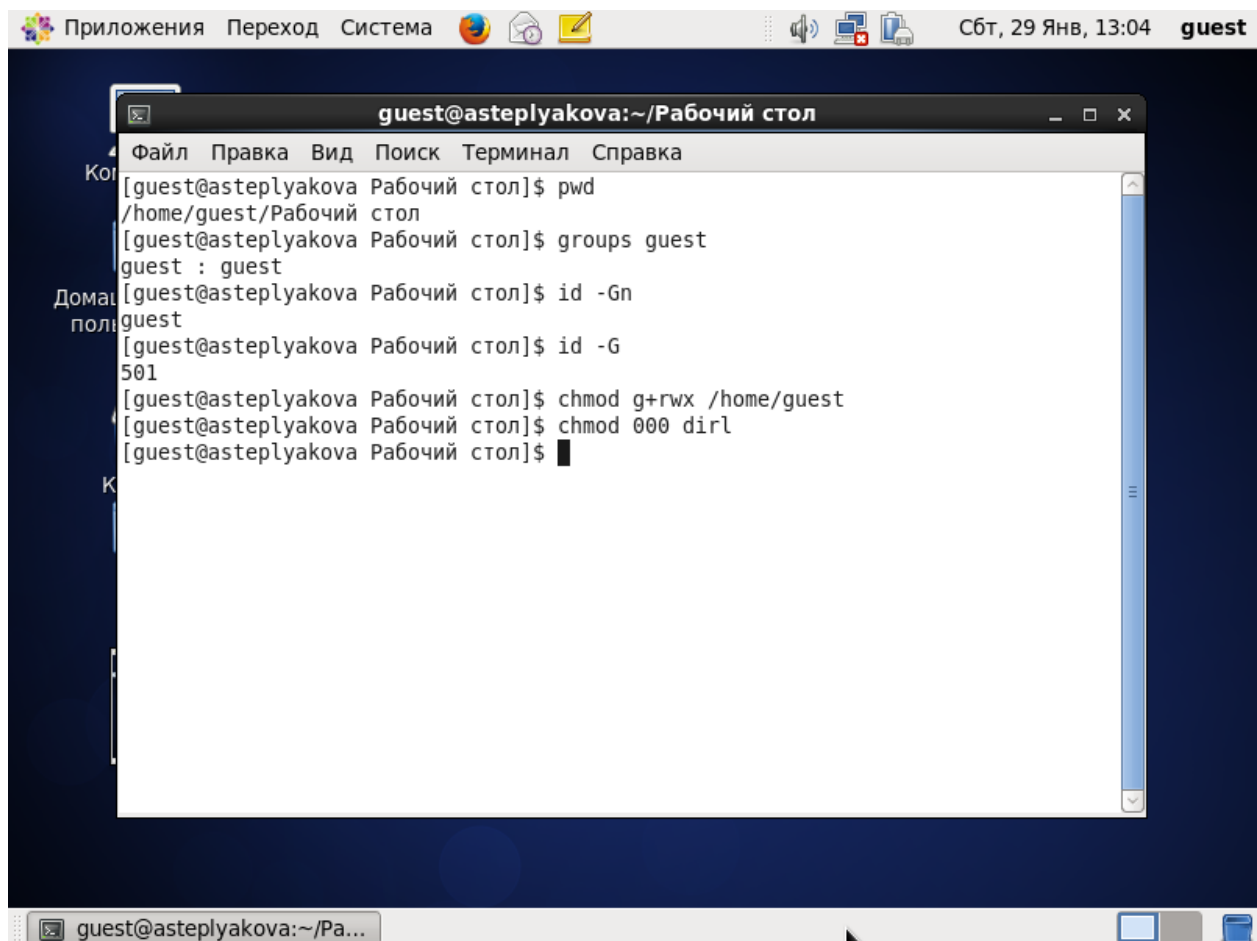 Приложения Переход Система
Сбт, 29 Янв, 13:04 guest
guest@asteplyakova:~/Рабочий стол
Файл Правка Вид Поиск Терминал Справка
[guest@asteplyakova Рабочий стол]$ pwd
/home/guest/Рабочий стол
[guest@asteplyakova Рабочий стол]$ groups guest
guest : guest
[guest@asteplyakova Рабочий стол]$ id -Gn
guest
[guest@asteplyakova Рабочий стол]$ id -G
501
[guest@asteplyakova Рабочий стол]$ chmod g+rwx /home/guest
[guest@asteplyakova Рабочий стол]$ chmod 000 dirl
[guest@asteplyakova Рабочий стол]$
guest@asteplyakova:~/Ра...